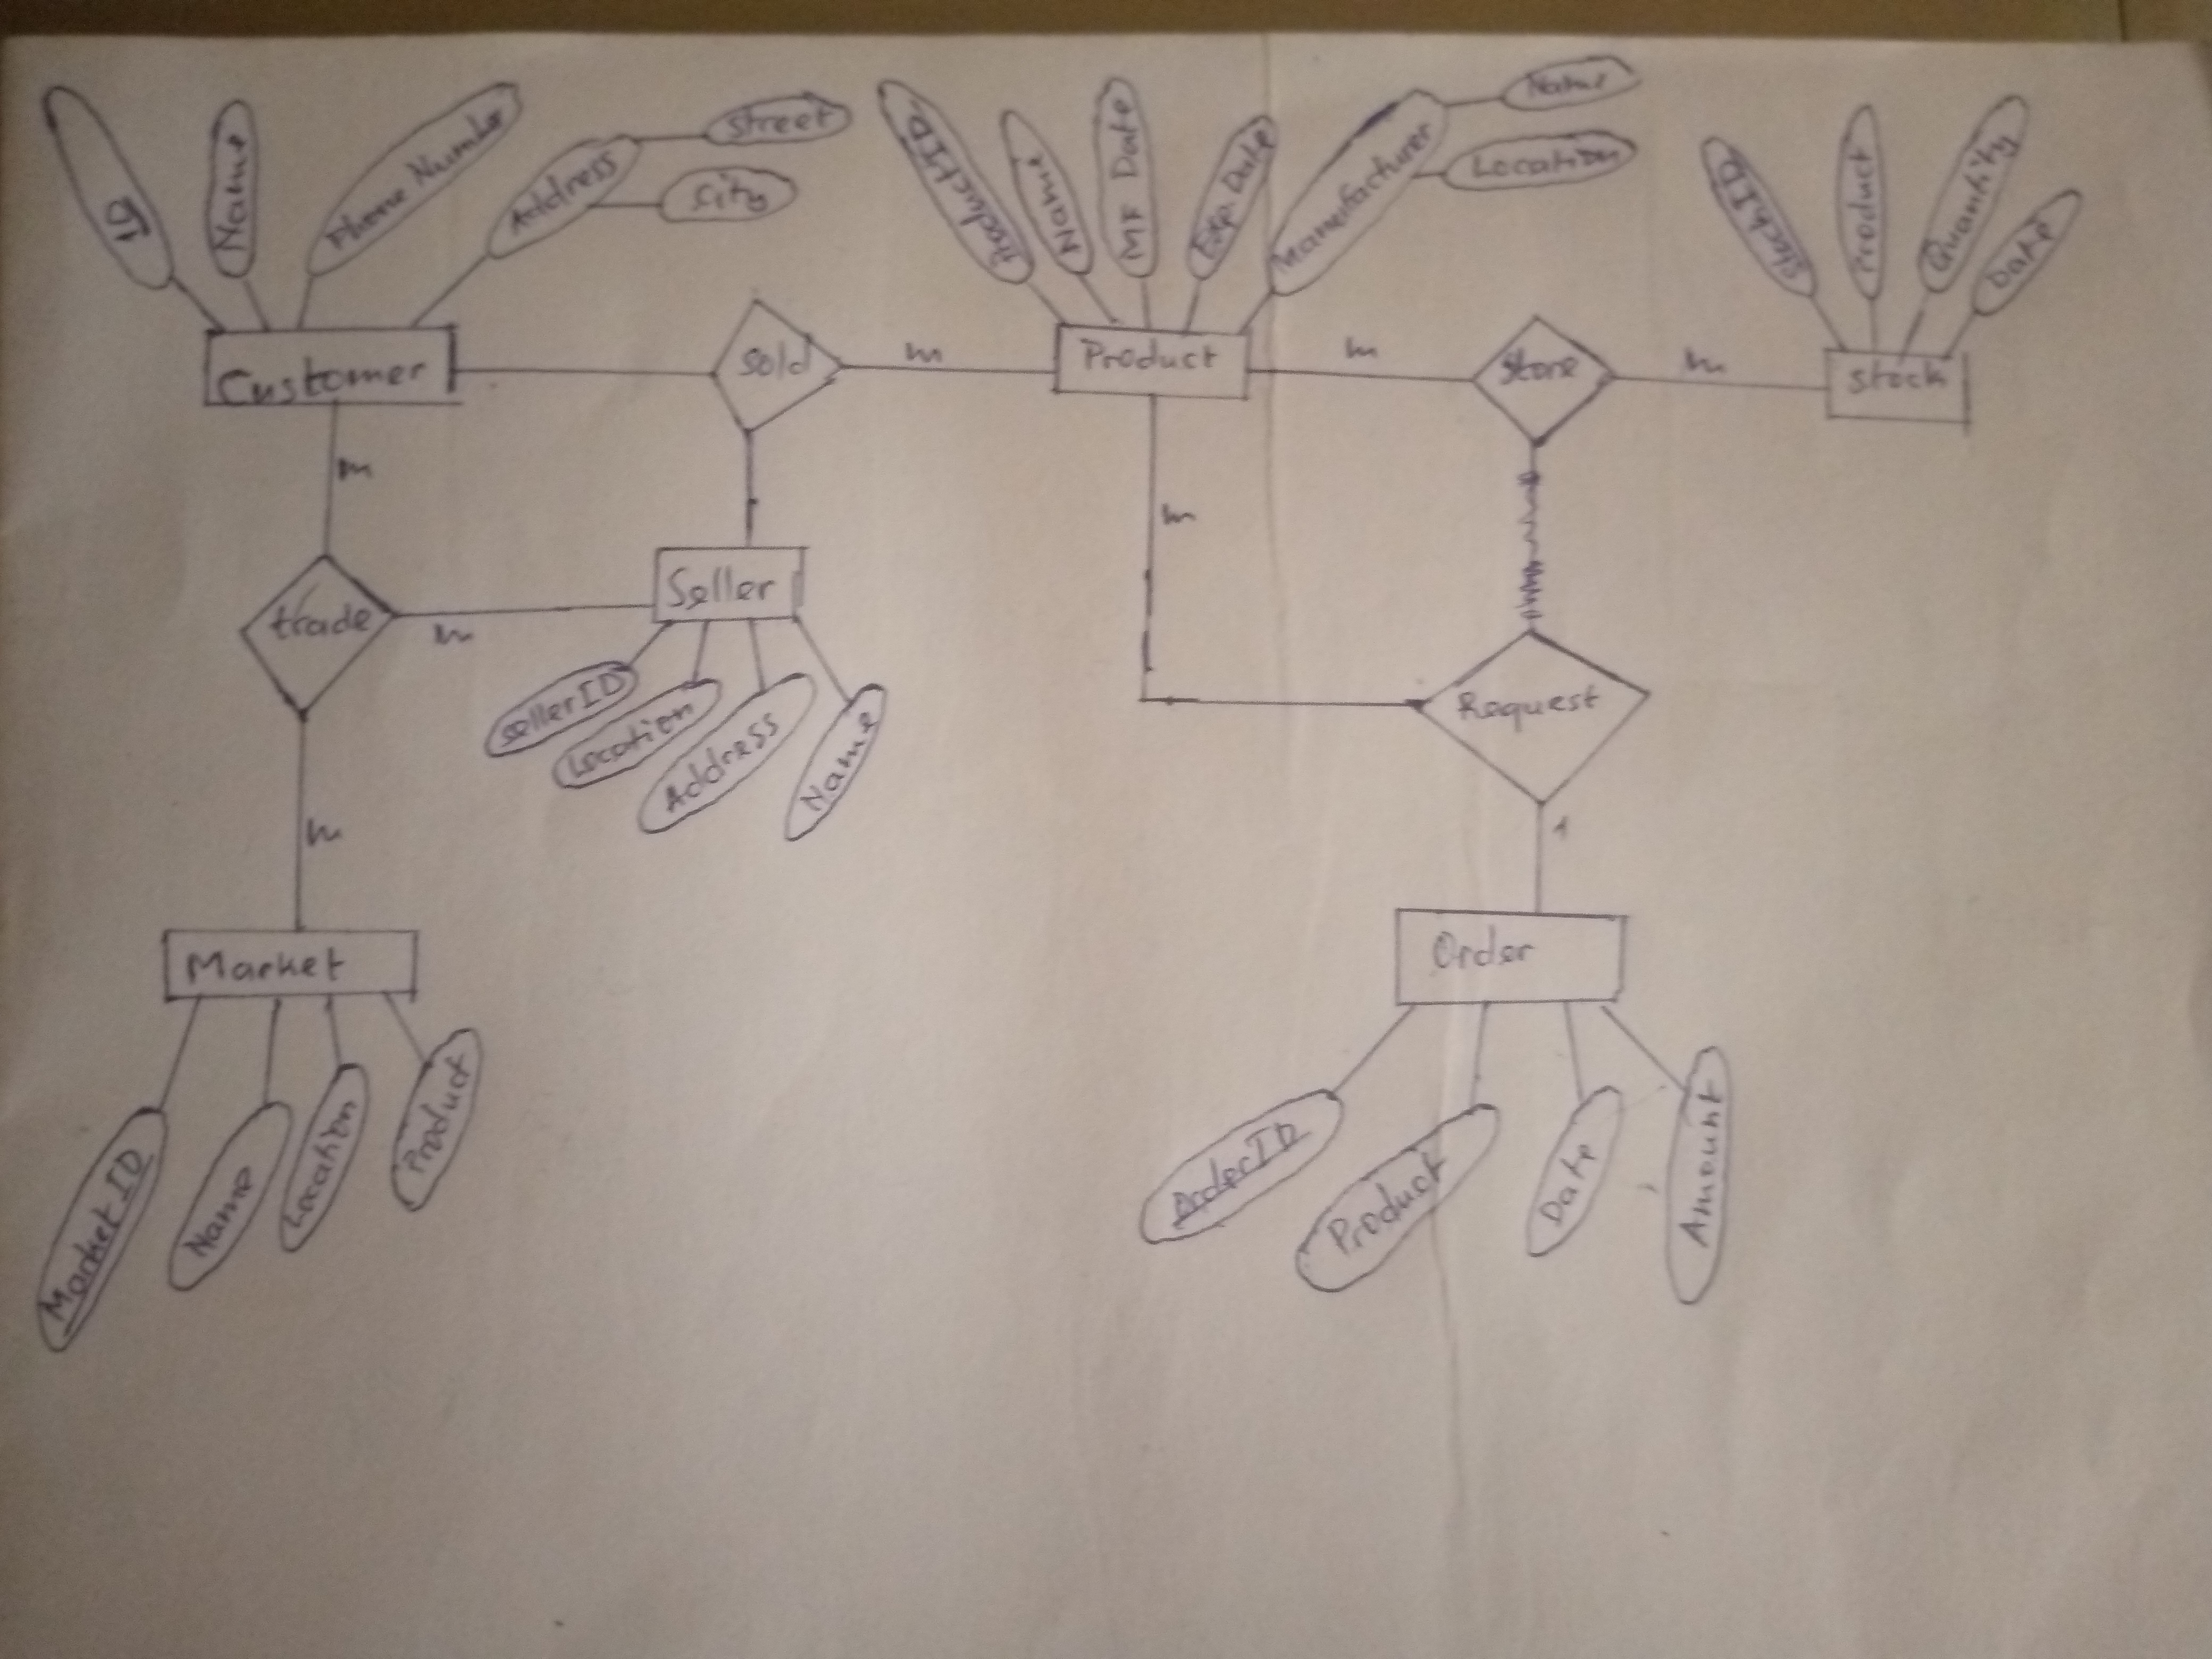 ID
Name
Phone Number
Address
Street
City
ProductID
Name
MF Date
Exp.Date
Manufacturer
Name
Location
StockID
Product
Quantity
Date
Customer
Sold
m
Product
m
Store
m
Stock
m
m
trade
m
Seller
SellerID
Location
Address
Name
Request
1
m
Market
Order
MarketID
Name
Location
Product
OrderID
Product
Date
Amount